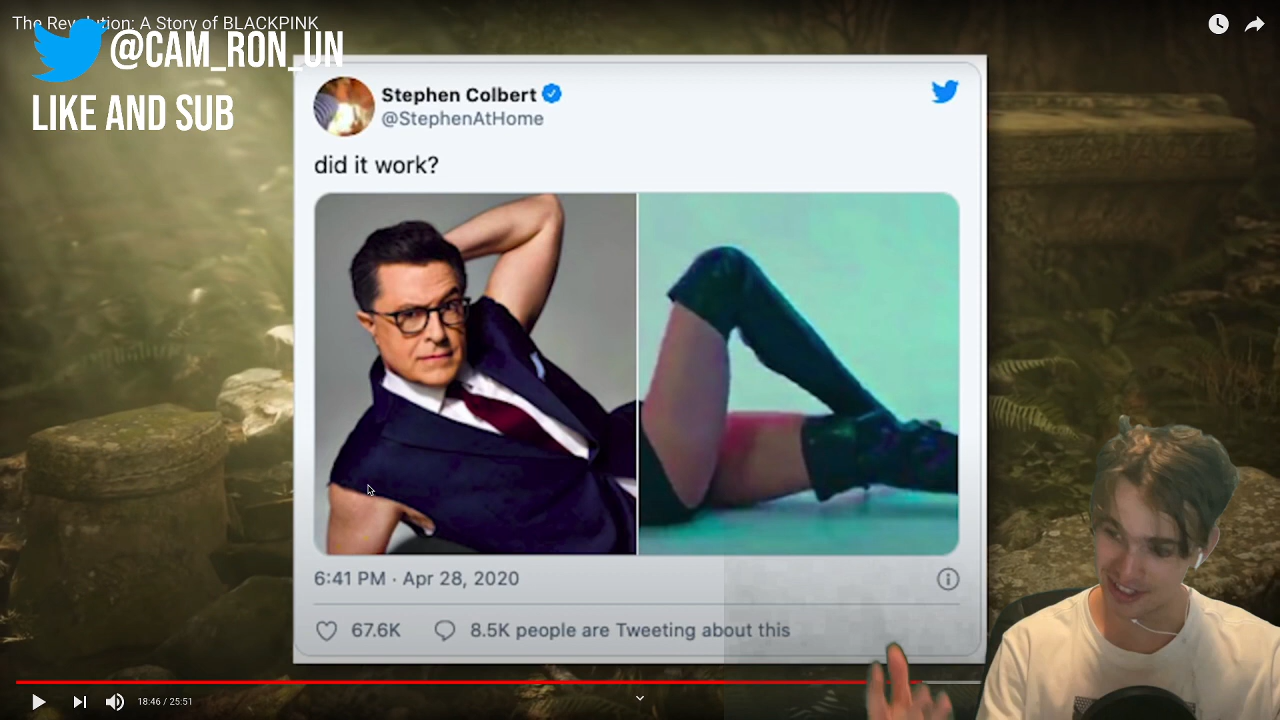 The Revolution: A Story of BLACKPINK
@CAM_RON_UN
LIKE AND SUB
Stephen Colbert
@StephenAtHome
did it work?
6:41 PM · Apr 28, 2020
67.6K
8.5K people are Tweeting about this
18:46 / 25:51